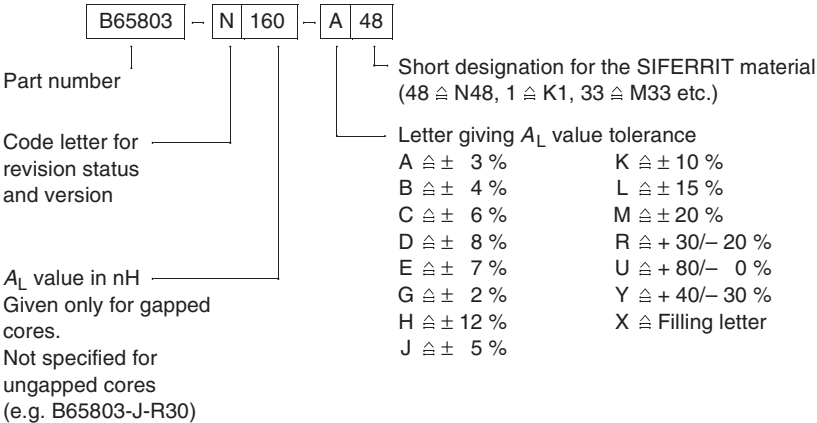 B65803 – N 160 – A 48
Part number
Short designation for the SIFERRIT material
(48 ≙ N48, 1 ≙ K1, 33 ≙ M33 etc.)
Code letter for
revision status
and version
Letter giving AL value tolerance
A ≙ ± 3 % K ≙ ± 10 %
B ≙ ± 4 % L ≙ ± 15 %
C ≙ ± 6 % M ≙ ± 20 %
D ≙ ± 8 % R ≙ + 30/– 20 %
E ≙ ± 7 % U ≙ + 80/– 0 %
G ≙ ± 2 % Y ≙ + 40/– 30 %
H ≙ ± 12 % X ≙ Filling letter
J ≙ ± 5 %
AL value in nH
Given only for gapped
cores.
Not specified for
ungapped cores
(e.g. B65803-J-R30)